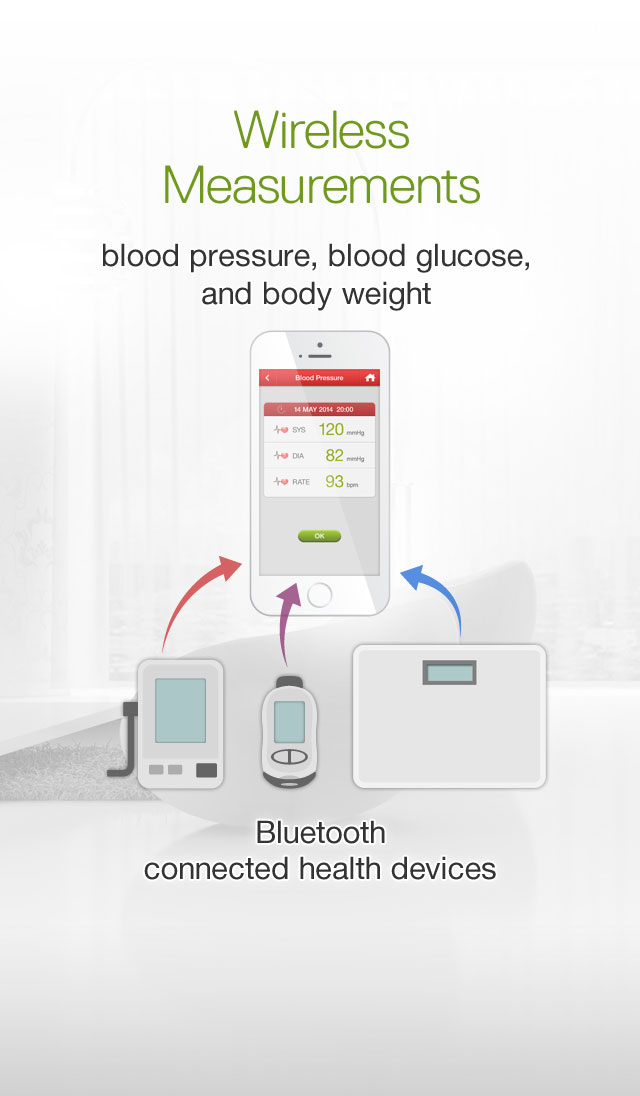 Wireless
Measurements
blood pressure, blood glucose,
and body weight
Blood Pressure
14 MAY 2014 20:00
SYS 120 mmHg
DIA 82 mmHg
RATE 93 bpm
OK
Bluetooth
connected health devices